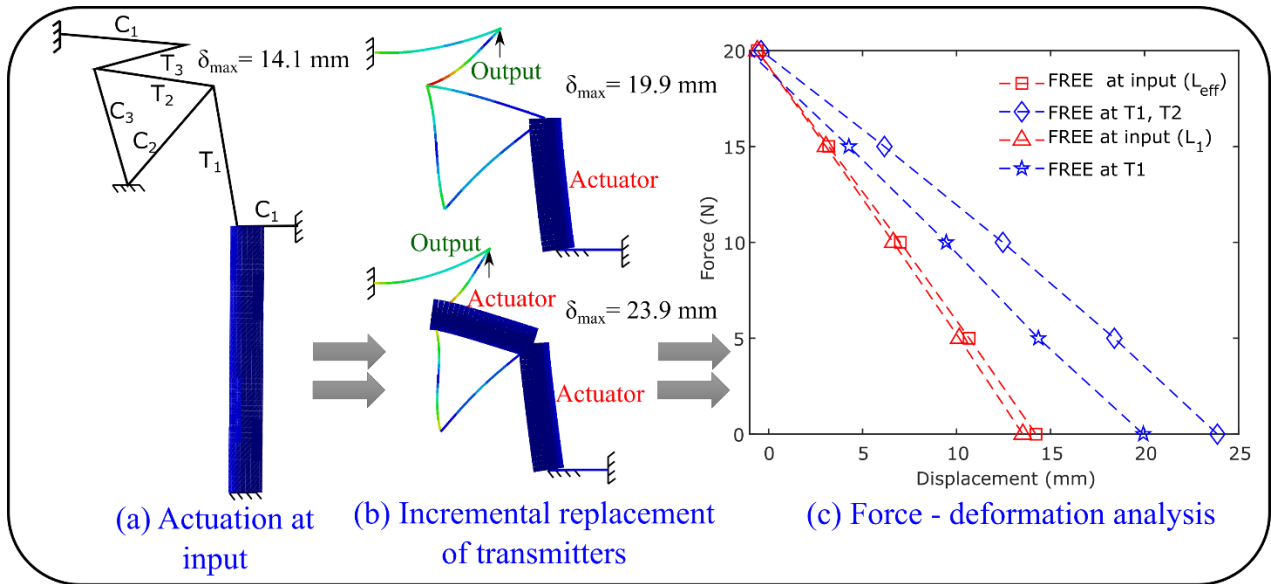 C₁
T₃
δmax= 14.1 mm
T₂
C₃
C₂
T₁
C₁
(a) Actuation at
input
Output
δmax= 19.9 mm
Actuator
Output
Actuator
δmax= 23.9 mm
Actuator
(b) Incremental replacement
of transmitters
20
15
10
5
0
Force (N)
FREE at input (Leff)
FREE at T1, T2
FREE at input (L₁)
FREE at T1
0
5
10
15
20
25
Displacement (mm)
(c) Force - deformation analysis